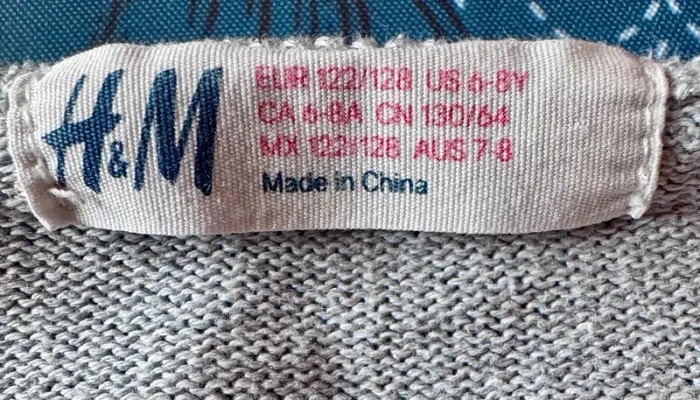 H&M
EUR 122/128 US 6-8Y
CA 6-8A CN 130/64
MX 122/128 AUS 7-8
Made in China